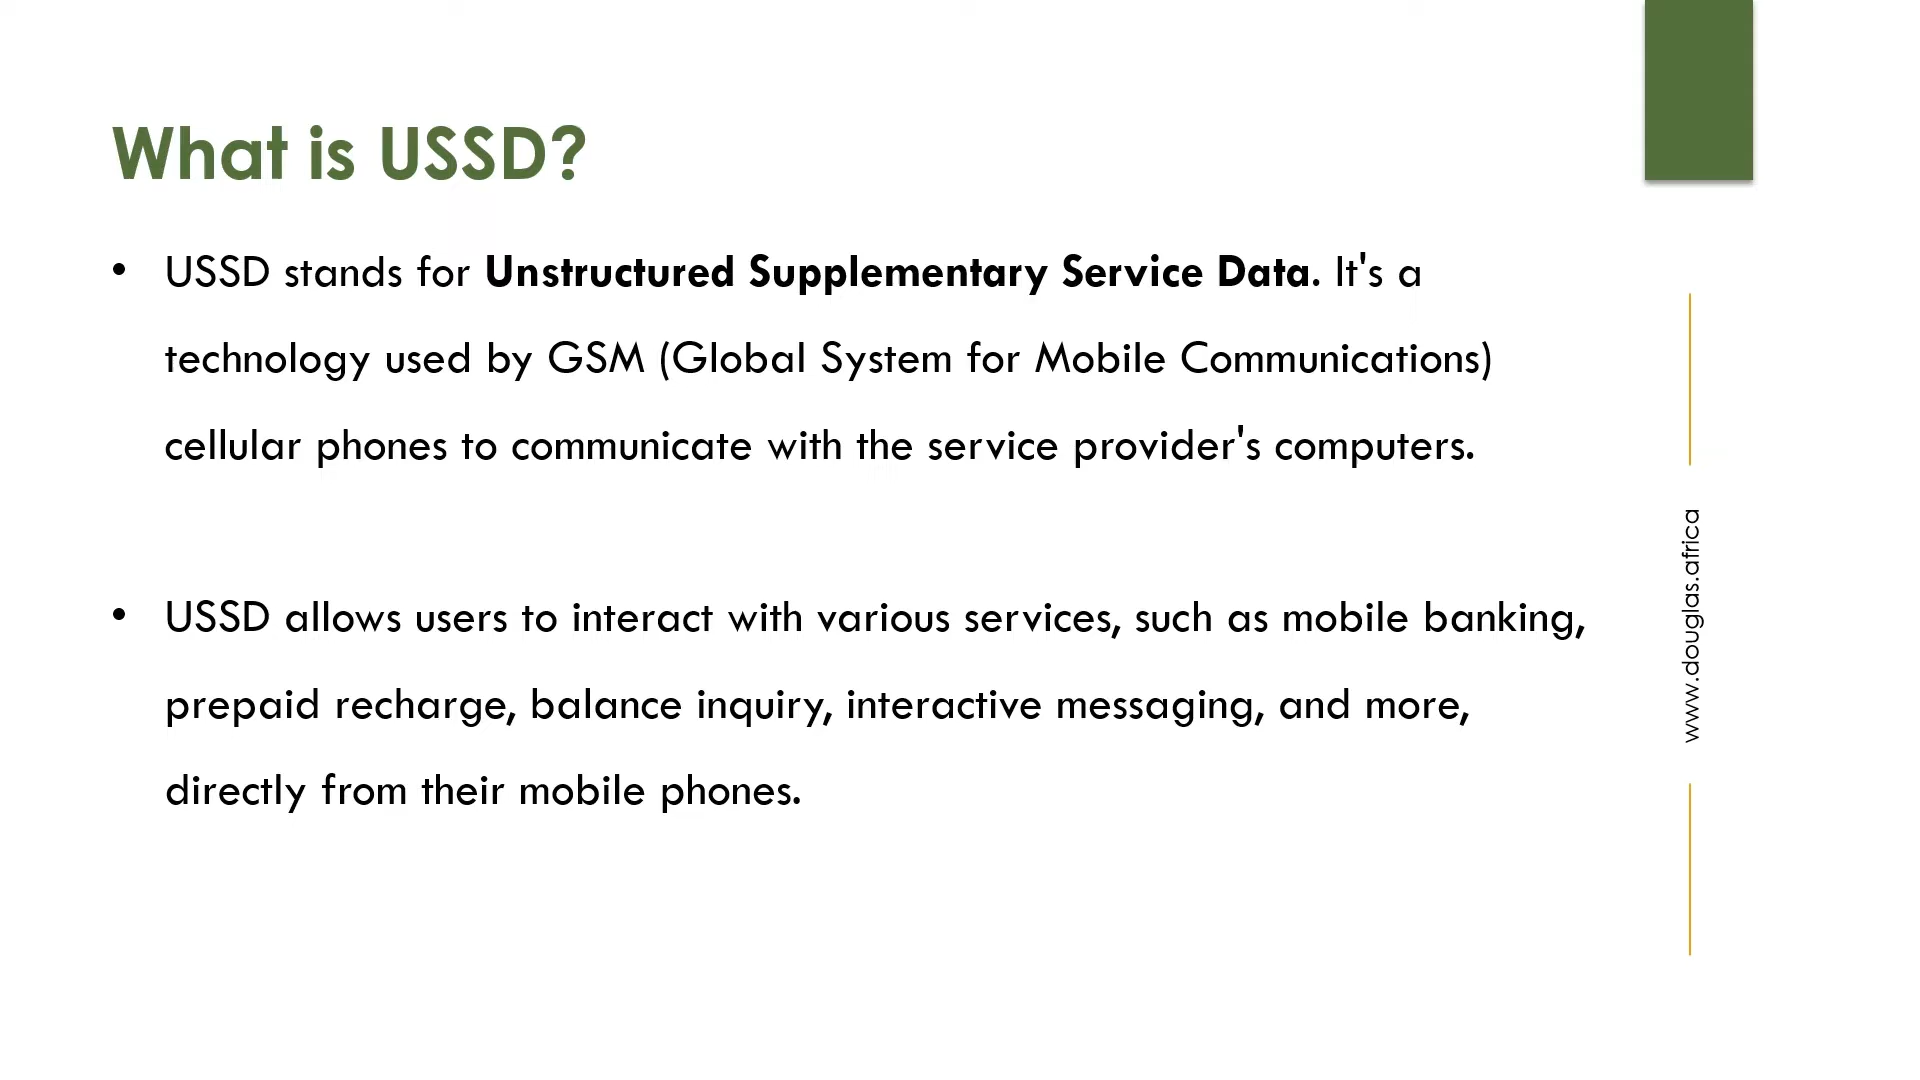 What is USSD?
• USSD stands for Unstructured Supplementary Service Data. It's a
technology used by GSM (Global System for Mobile Communications)
cellular phones to communicate with the service provider's computers.
• USSD allows users to interact with various services, such as mobile banking,
prepaid recharge, balance inquiry, interactive messaging, and more,
directly from their mobile phones.
www.douglas.africa